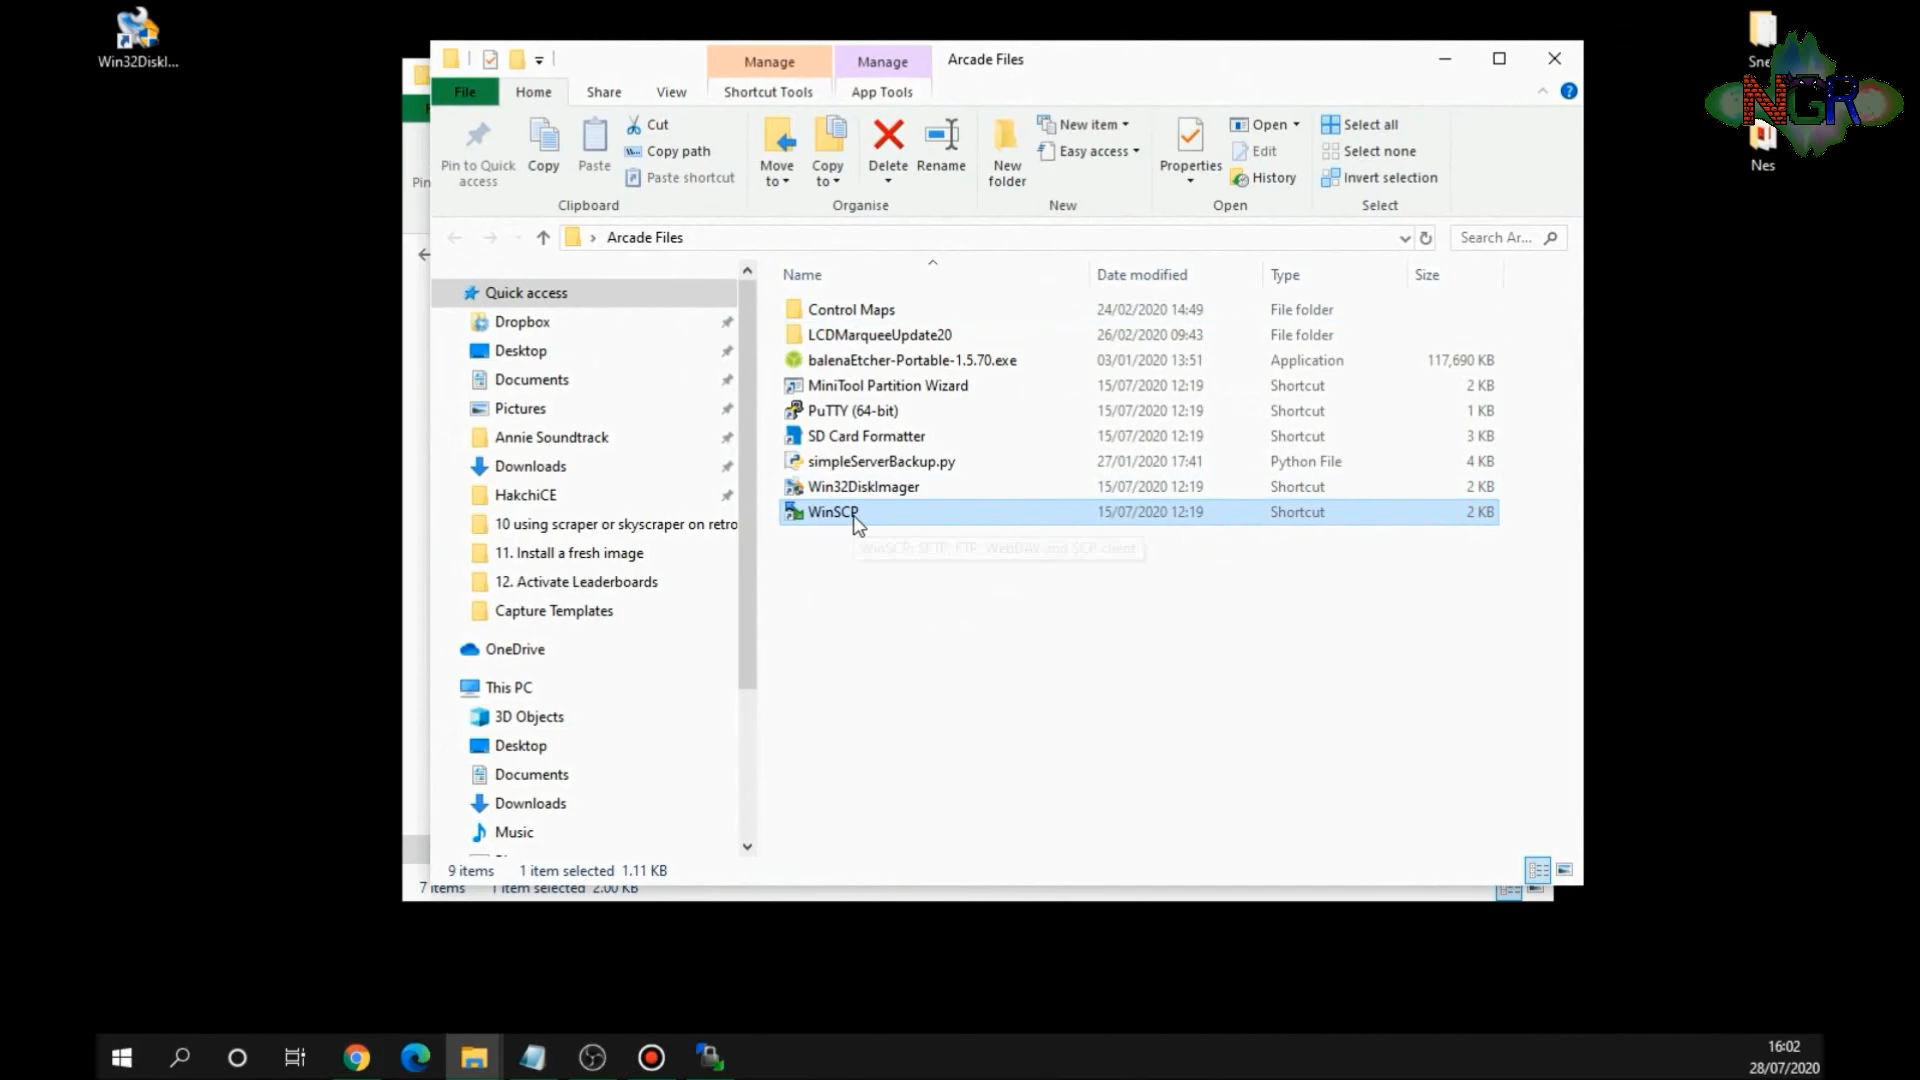 Win32DiskI...
Sne
NGR
Nes
Manage
Manage
Arcade Files
File
Home
Share
View
Shortcut Tools
App Tools
Pin to Quick access
Copy
Paste
Cut
Copy path
Paste shortcut
Clipboard
Move to
Copy to
Delete
Rename
Organise
New folder
New item
Easy access
New
Properties
Open
Edit
History
Open
Select all
Select none
Invert selection
Select
Pin
Arcade Files
Search Ar...
Name
Date modified
Type
Size
Control Maps 24/02/2020 14:49 File folder
LCDMarqueeUpdate20 26/02/2020 09:43 File folder
balenaEtcher-Portable-1.5.70.exe 03/01/2020 13:51 Application 117,690 KB
MiniTool Partition Wizard 15/07/2020 12:19 Shortcut 2 KB
PuTTY (64-bit) 15/07/2020 12:19 Shortcut 1 KB
SD Card Formatter 15/07/2020 12:19 Shortcut 3 KB
simpleServerBackup.py 27/01/2020 17:41 Python File 4 KB
Win32DiskImager 15/07/2020 12:19 Shortcut 2 KB
WinSCP 15/07/2020 12:19 Shortcut 2 KB
WinSCP: SFTP, FTP, WebDAV and SCP client
Quick access
Dropbox
Desktop
Documents
Pictures
Annie Soundtrack
Downloads
HakchiCE
10 using scraper or skyscraper on retro
11. Install a fresh image
12. Activate Leaderboards
Capture Templates
OneDrive
This PC
3D Objects
Desktop
Documents
Downloads
Music
9 items 1 item selected 1.11 KB
7 items 1 item selected 2.00 KB
16:02
28/07/2020